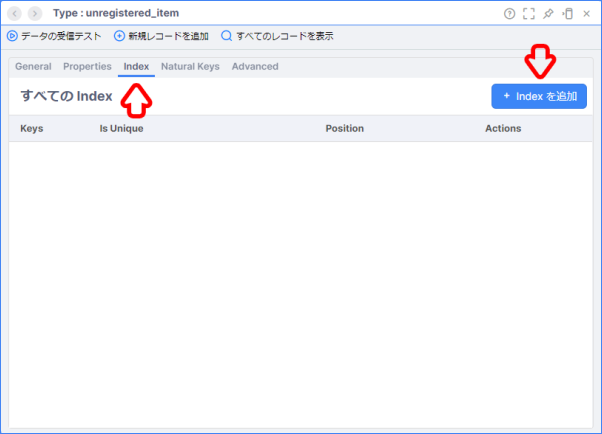 Type : unregistered_item
データの受信テスト 新規レコードを追加 すべてのレコードを表示
General Properties Index Natural Keys Advanced
すべての Index + Index を追加
Keys Is Unique Position Actions